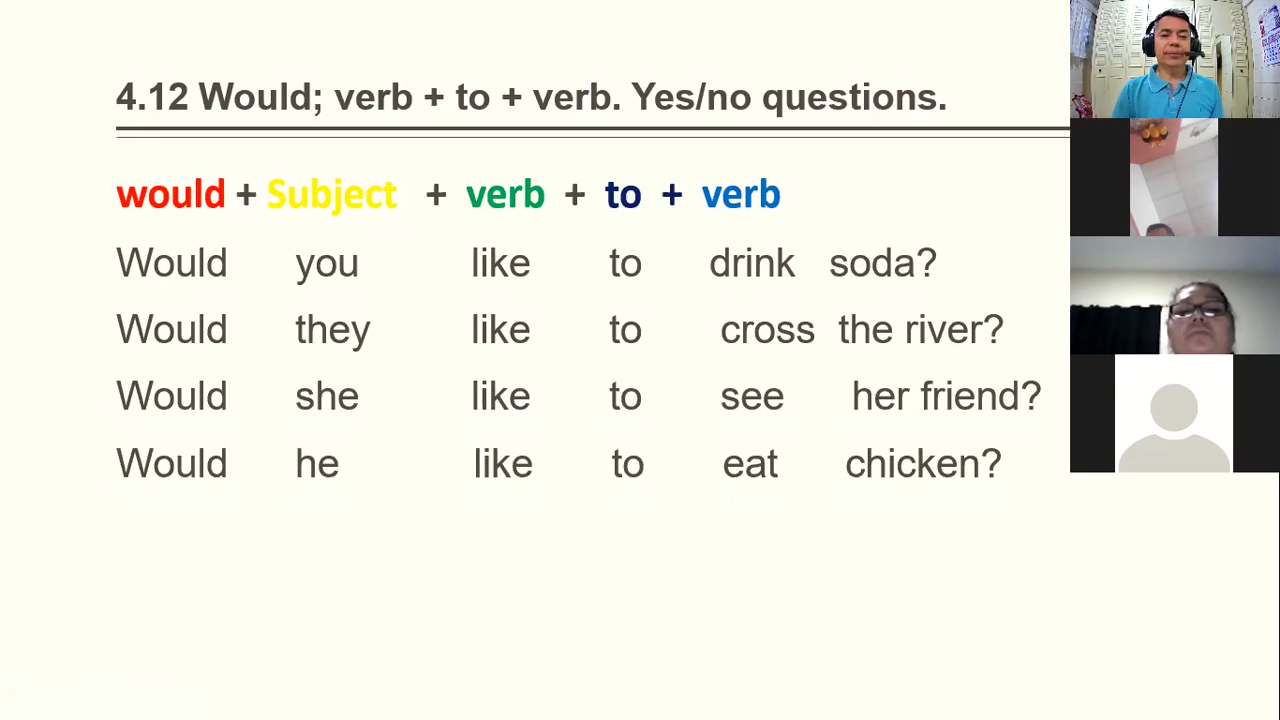 4.12 Would; verb + to + verb. Yes/no questions.
would + Subject + verb + to + verb
Would you like to drink soda?
Would they like to cross the river?
Would she like to see her friend?
Would he like to eat chicken?